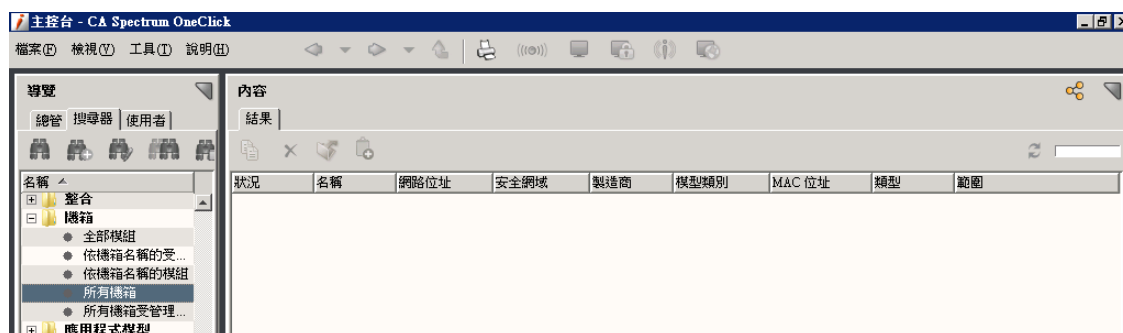 主控台 - CA Spectrum OneClick
檔案(F) 檢視(V) 工具(T) 說明(H)
導覽
總管 搜尋器 使用者
名稱
整合
機箱
全部模組
依機箱名稱的受...
依機箱名稱的模組
所有機箱
所有機箱受管理...
應用程式模型
內容
結果
狀況 名稱 網路位址 安全網域 製造商 模型類別 MAC 位址 類型 範圍